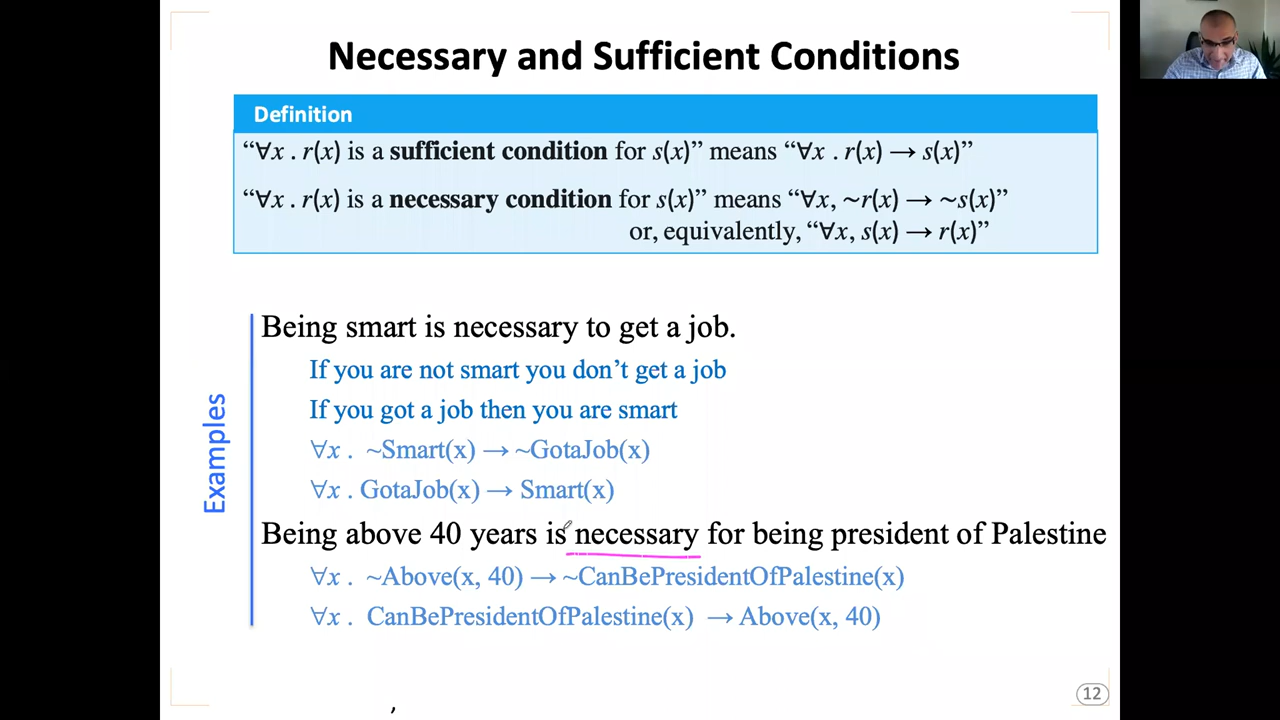 Necessary and Sufficient Conditions
Definition
“∀x . r(x) is a sufficient condition for s(x)” means “∀x . r(x) → s(x)”
“∀x . r(x) is a necessary condition for s(x)” means “∀x, ~r(x) → ~s(x)”
or, equivalently, “∀x, s(x) → r(x)”
Examples
Being smart is necessary to get a job.
If you are not smart you don’t get a job
If you got a job then you are smart
∀x . ~Smart(x) → ~GotaJob(x)
∀x . GotaJob(x) → Smart(x)
Being above 40 years is necessary for being president of Palestine
∀x . ~Above(x, 40) → ~CanBePresidentOfPalestine(x)
∀x . CanBePresidentOfPalestine(x) → Above(x, 40)
12
,